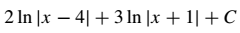 2 ln |x − 4| + 3 ln |x + 1| + C